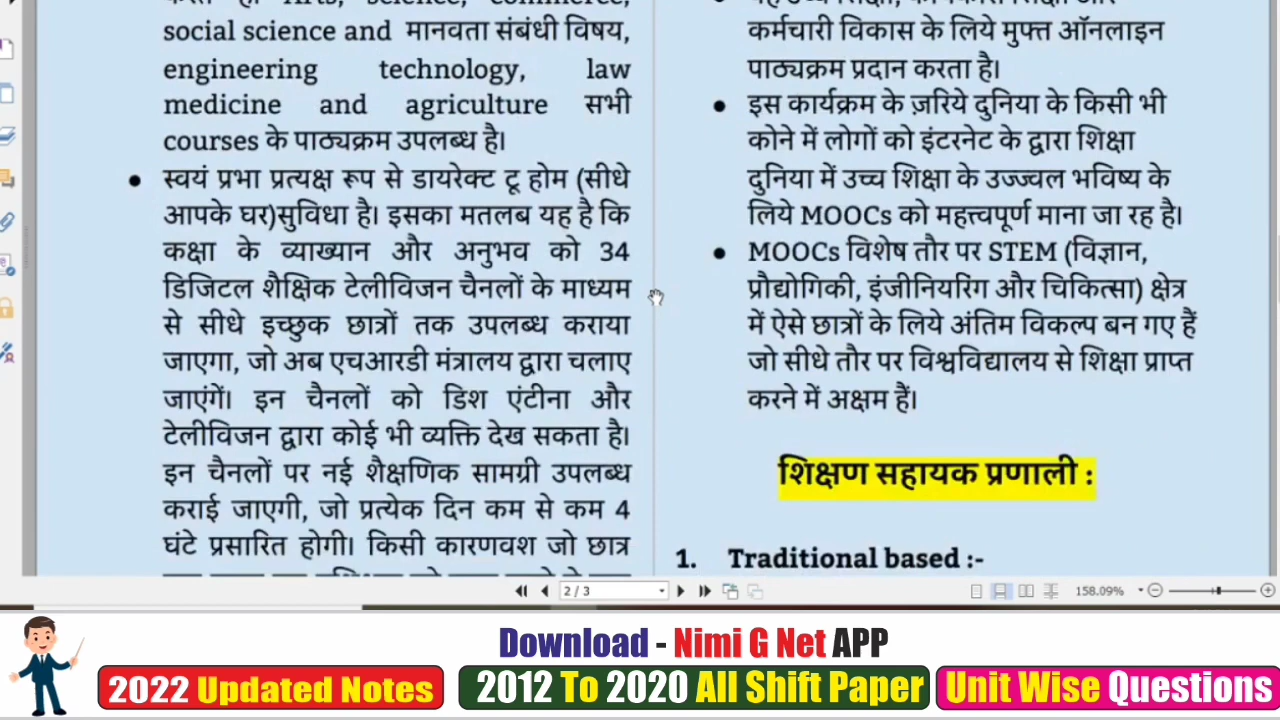 social science and मानवता संबंधी विषय,
engineering technology, law
medicine and agriculture सभी
courses के पाठ्यक्रम उपलब्ध है।
● स्वयं प्रभा प्रत्यक्ष रूप से डायरेक्ट टू होम (सीधे
आपके घर)सुविधा है। इसका मतलब यह है कि
कक्षा के व्याख्यान और अनुभव को 34
डिजिटल शैक्षिक टेलीविजन चैनलों के माध्यम
से सीधे इच्छुक छात्रों तक उपलब्ध कराया
जाएगा, जो अब एचआरडी मंत्रालय द्वारा चलाए
जाएंगें। इन चैनलों को डिश एंटीना और
टेलीविजन द्वारा कोई भी व्यक्ति देख सकता है।
इन चैनलों पर नई शैक्षणिक सामग्री उपलब्ध
कराई जाएगी, जो प्रत्येक दिन कम से कम 4
घंटे प्रसारित होगी। किसी कारणवश जो छात्र
कर्मचारी विकास के लिये मुफ्त ऑनलाइन
पाठ्यक्रम प्रदान करता है।
● इस कार्यक्रम के ज़रिये दुनिया के किसी भी
कोने में लोगों को इंटरनेट के द्वारा शिक्षा
दुनिया में उच्च शिक्षा के उज्ज्वल भविष्य के
लिये MOOCs को महत्त्वपूर्ण माना जा रह है।
● MOOCs विशेष तौर पर STEM (विज्ञान,
प्रौद्योगिकी, इंजीनियरिंग और चिकित्सा) क्षेत्र
में ऐसे छात्रों के लिये अंतिम विकल्प बन गए हैं
जो सीधे तौर पर विश्वविद्यालय से शिक्षा प्राप्त
करने में अक्षम हैं।
शिक्षण सहायक प्रणाली :
1. Traditional based :-
2 / 3
158.09%
Download - Nimi G Net APP
2022 Updated Notes
2012 To 2020 All Shift Paper
Unit Wise Questions